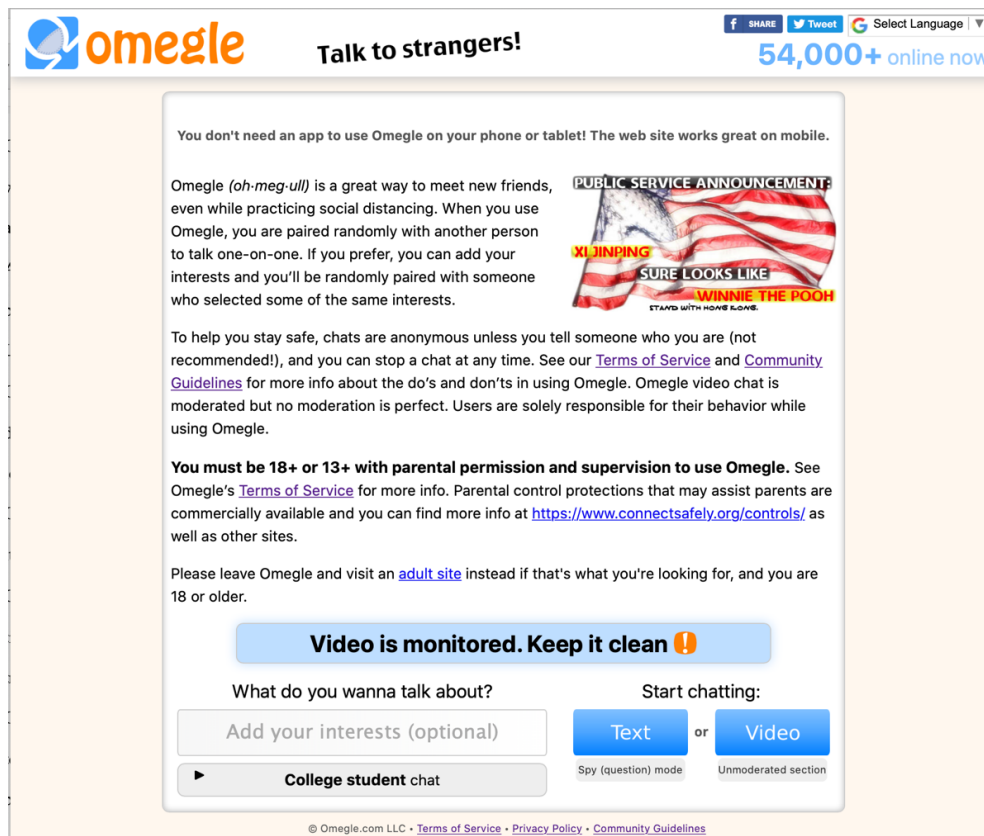 omegle
Talk to strangers!
f SHARE
Tweet
G Select Language ▼
54,000+ online now
You don't need an app to use Omegle on your phone or tablet! The web site works great on mobile.
Omegle (oh·meg·ull) is a great way to meet new friends,
even while practicing social distancing. When you use
Omegle, you are paired randomly with another person
to talk one-on-one. If you prefer, you can add your
interests and you’ll be randomly paired with someone
who selected some of the same interests.
PUBLIC SERVICE ANNOUNCEMENT:
XI JINPING
SURE LOOKS LIKE
WINNIE THE POOH
STAND WITH HONG KONG.
To help you stay safe, chats are anonymous unless you tell someone who you are (not
recommended!), and you can stop a chat at any time. See our Terms of Service and Community
Guidelines for more info about the do’s and don’ts in using Omegle. Omegle video chat is
moderated but no moderation is perfect. Users are solely responsible for their behavior while
using Omegle.
You must be 18+ or 13+ with parental permission and supervision to use Omegle. See
Omegle’s Terms of Service for more info. Parental control protections that may assist parents are
commercially available and you can find more info at https://www.connectsafely.org/controls/ as
well as other sites.
Please leave Omegle and visit an adult site instead if that's what you're looking for, and you are
18 or older.
Video is monitored. Keep it clean !
What do you wanna talk about?
Add your interests (optional)
College student chat
Start chatting:
Text or Video
Spy (question) mode
Unmoderated section
© Omegle.com LLC • Terms of Service • Privacy Policy • Community Guidelines